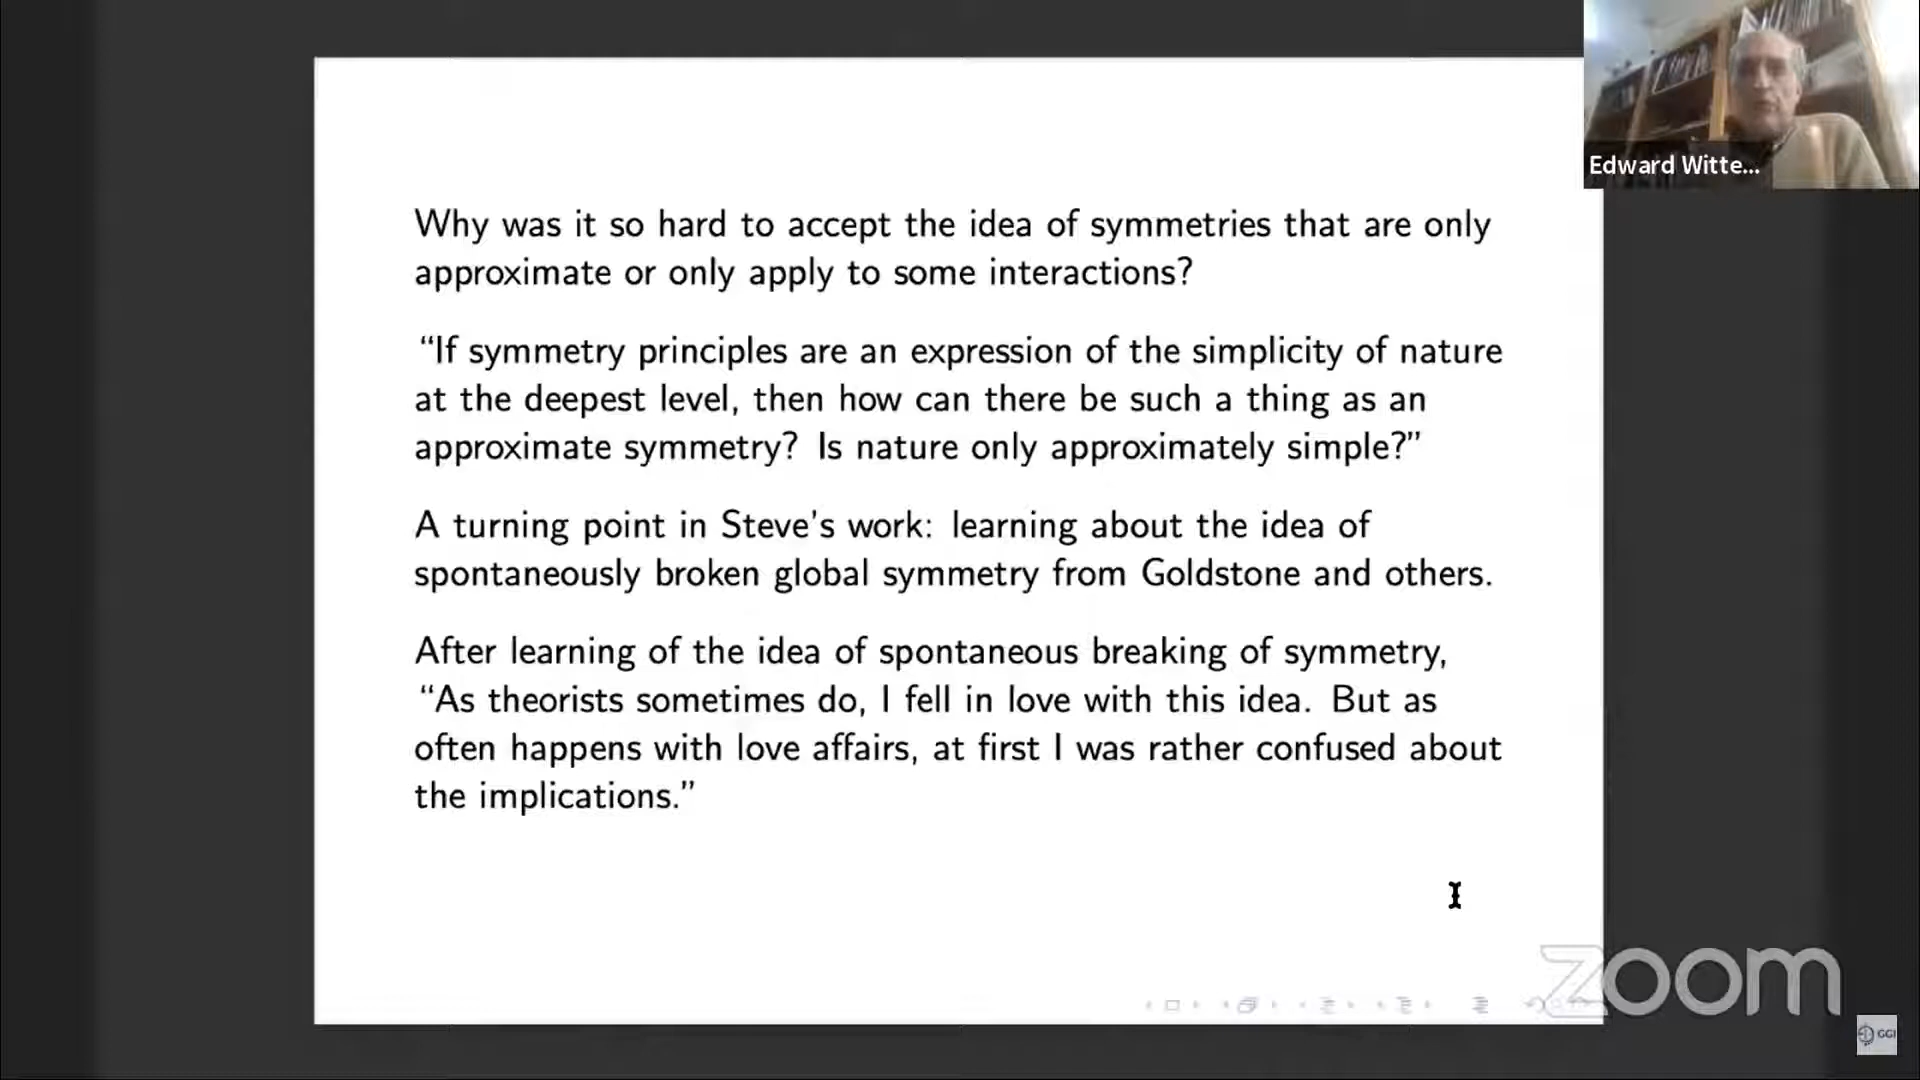 Edward Witte...
Why was it so hard to accept the idea of symmetries that are only
approximate or only apply to some interactions?
“If symmetry principles are an expression of the simplicity of nature
at the deepest level, then how can there be such a thing as an
approximate symmetry? Is nature only approximately simple?”
A turning point in Steve’s work: learning about the idea of
spontaneously broken global symmetry from Goldstone and others.
After learning of the idea of spontaneous breaking of symmetry,
“As theorists sometimes do, I fell in love with this idea. But as
often happens with love affairs, at first I was rather confused about
the implications.”
zoom
GGI